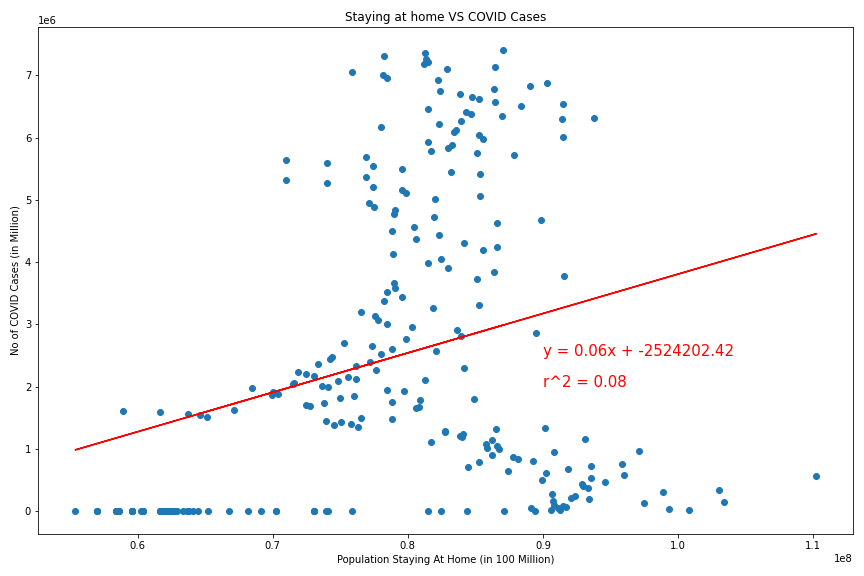 Staying at home VS COVID Cases
1e6
7
6
5
4
3
2
1
0
No of COVID Cases (in Million)
y = 0.06x + -2524202.42
r^2 = 0.08
0.6 0.7 0.8 0.9 1.0 1.1
1e8
Population Staying At Home (in 100 Million)